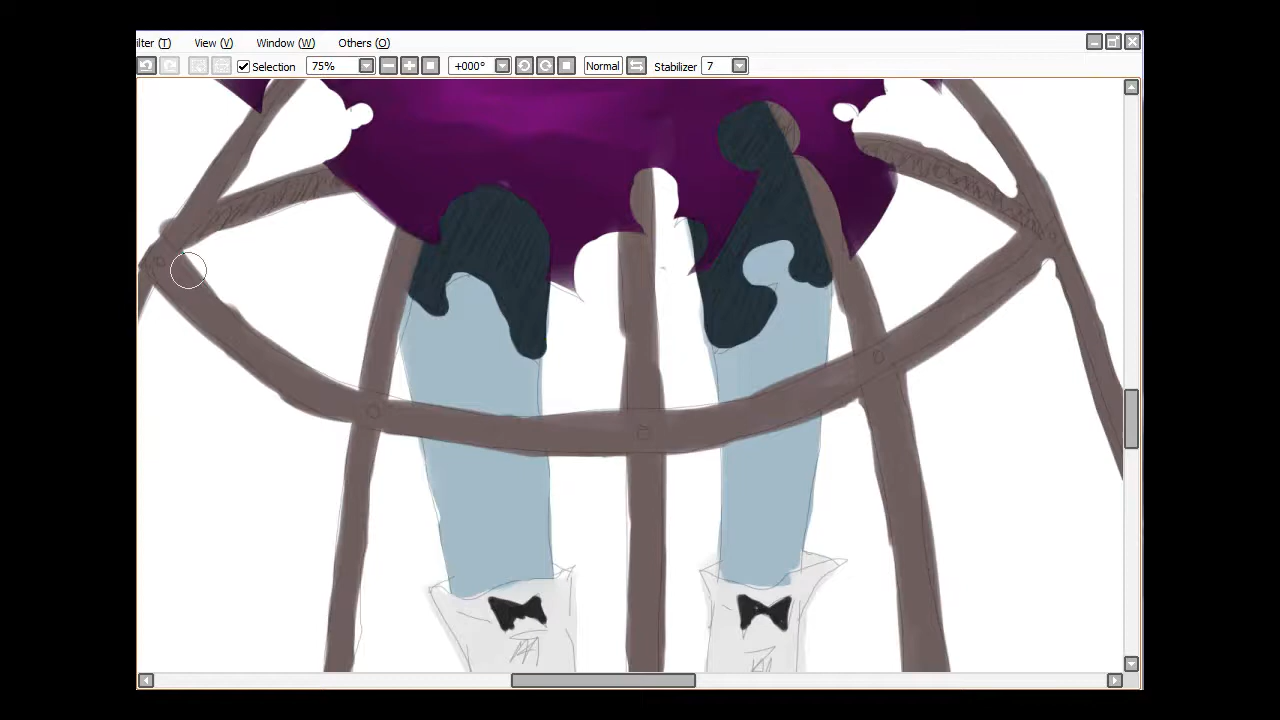 ilter (T) View (V) Window (W) Others (O)
Selection 75% +000° Normal Stabilizer 7